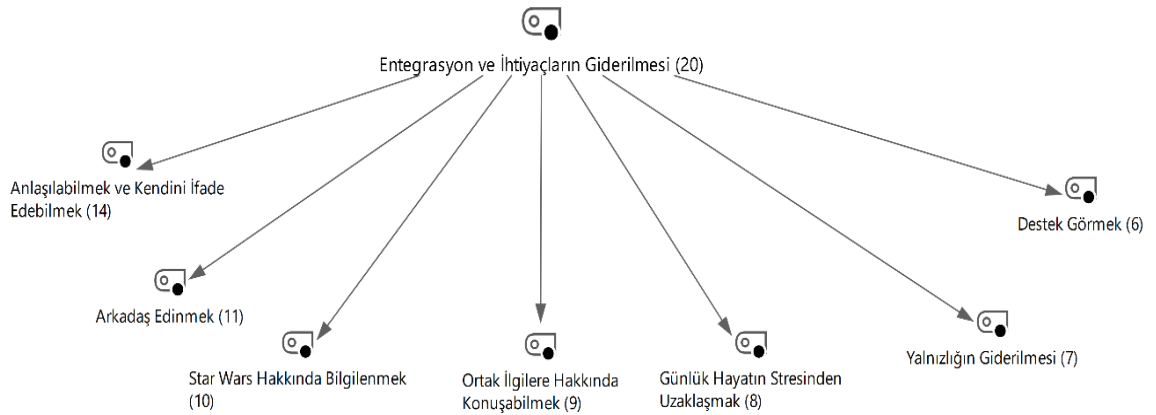 Entegrasyon ve İhtiyaçların Giderilmesi (20)
Anlaşılabilmek ve Kendini İfade
Edebilmek (14)
Destek Görmek (6)
Arkadaş Edinmek (11)
Yalnızlığın Giderilmesi (7)
Star Wars Hakkında Bilgilenmek
(10)
Ortak İlgilere Hakkında
Konuşabilmek (9)
Günlük Hayatın Stresinden
Uzaklaşmak (8)